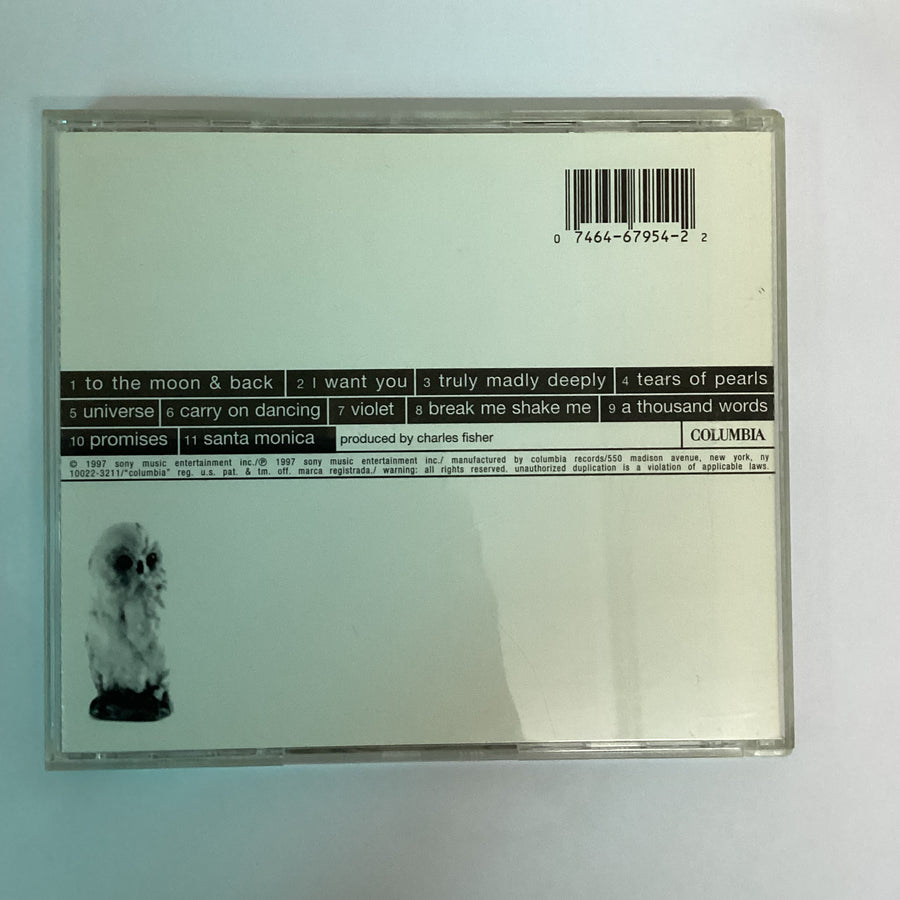 0 7464-67954-2 2
1 to the moon & back 2 I want you 3 truly madly deeply 4 tears of pearls
5 universe 6 carry on dancing 7 violet 8 break me shake me 9 a thousand words
10 promises 11 santa monica produced by charles fisher COLUMBIA
© 1997 sony music entertainment inc./℗ 1997 sony music entertainment inc./ manufactured by columbia records/550 madison avenue, new york, ny
10022-3211/"columbia" reg. u.s. pat. & tm. off. marca registrada./ warning: all rights reserved. unauthorized duplication is a violation of applicable laws.